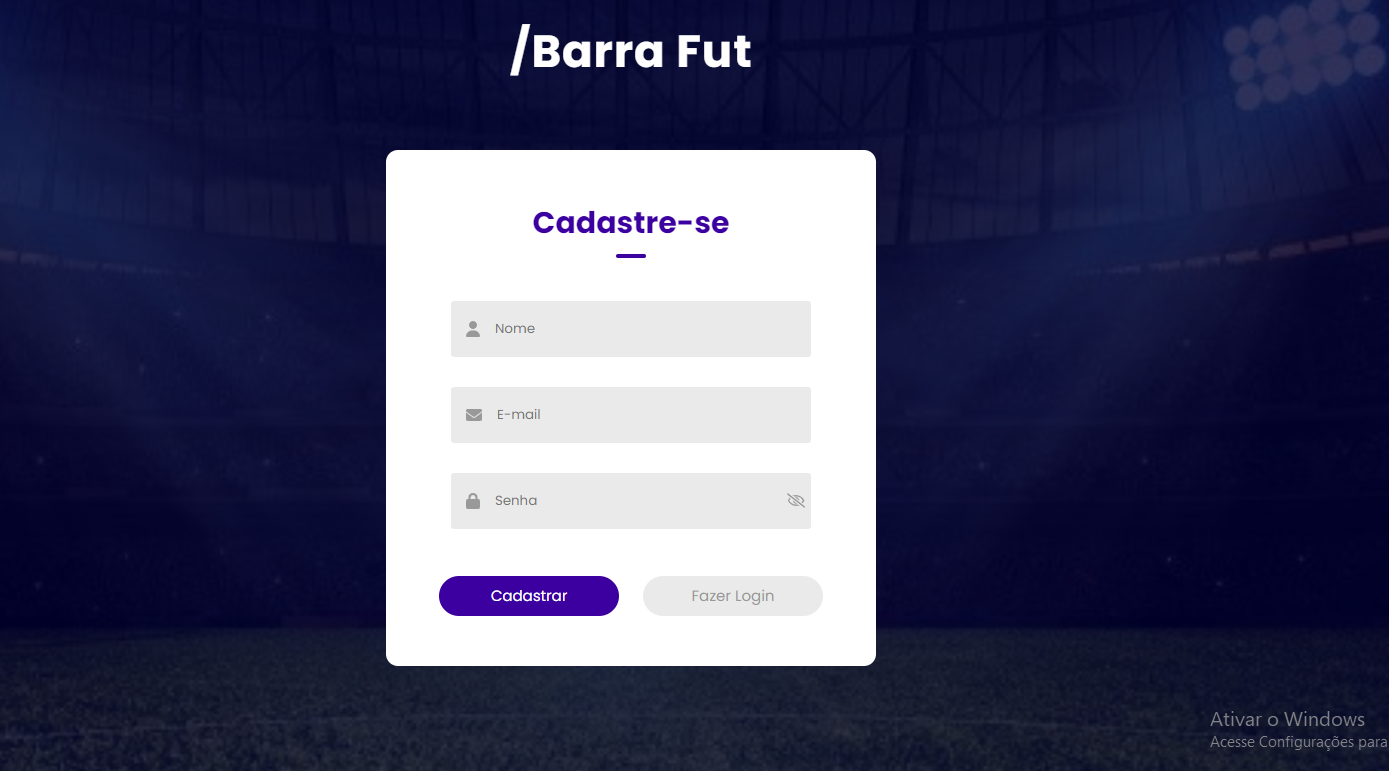 /Barra Fut
Cadastre-se
Nome
E-mail
Senha
Cadastrar
Fazer Login
Ativar o Windows
Acesse Configurações para